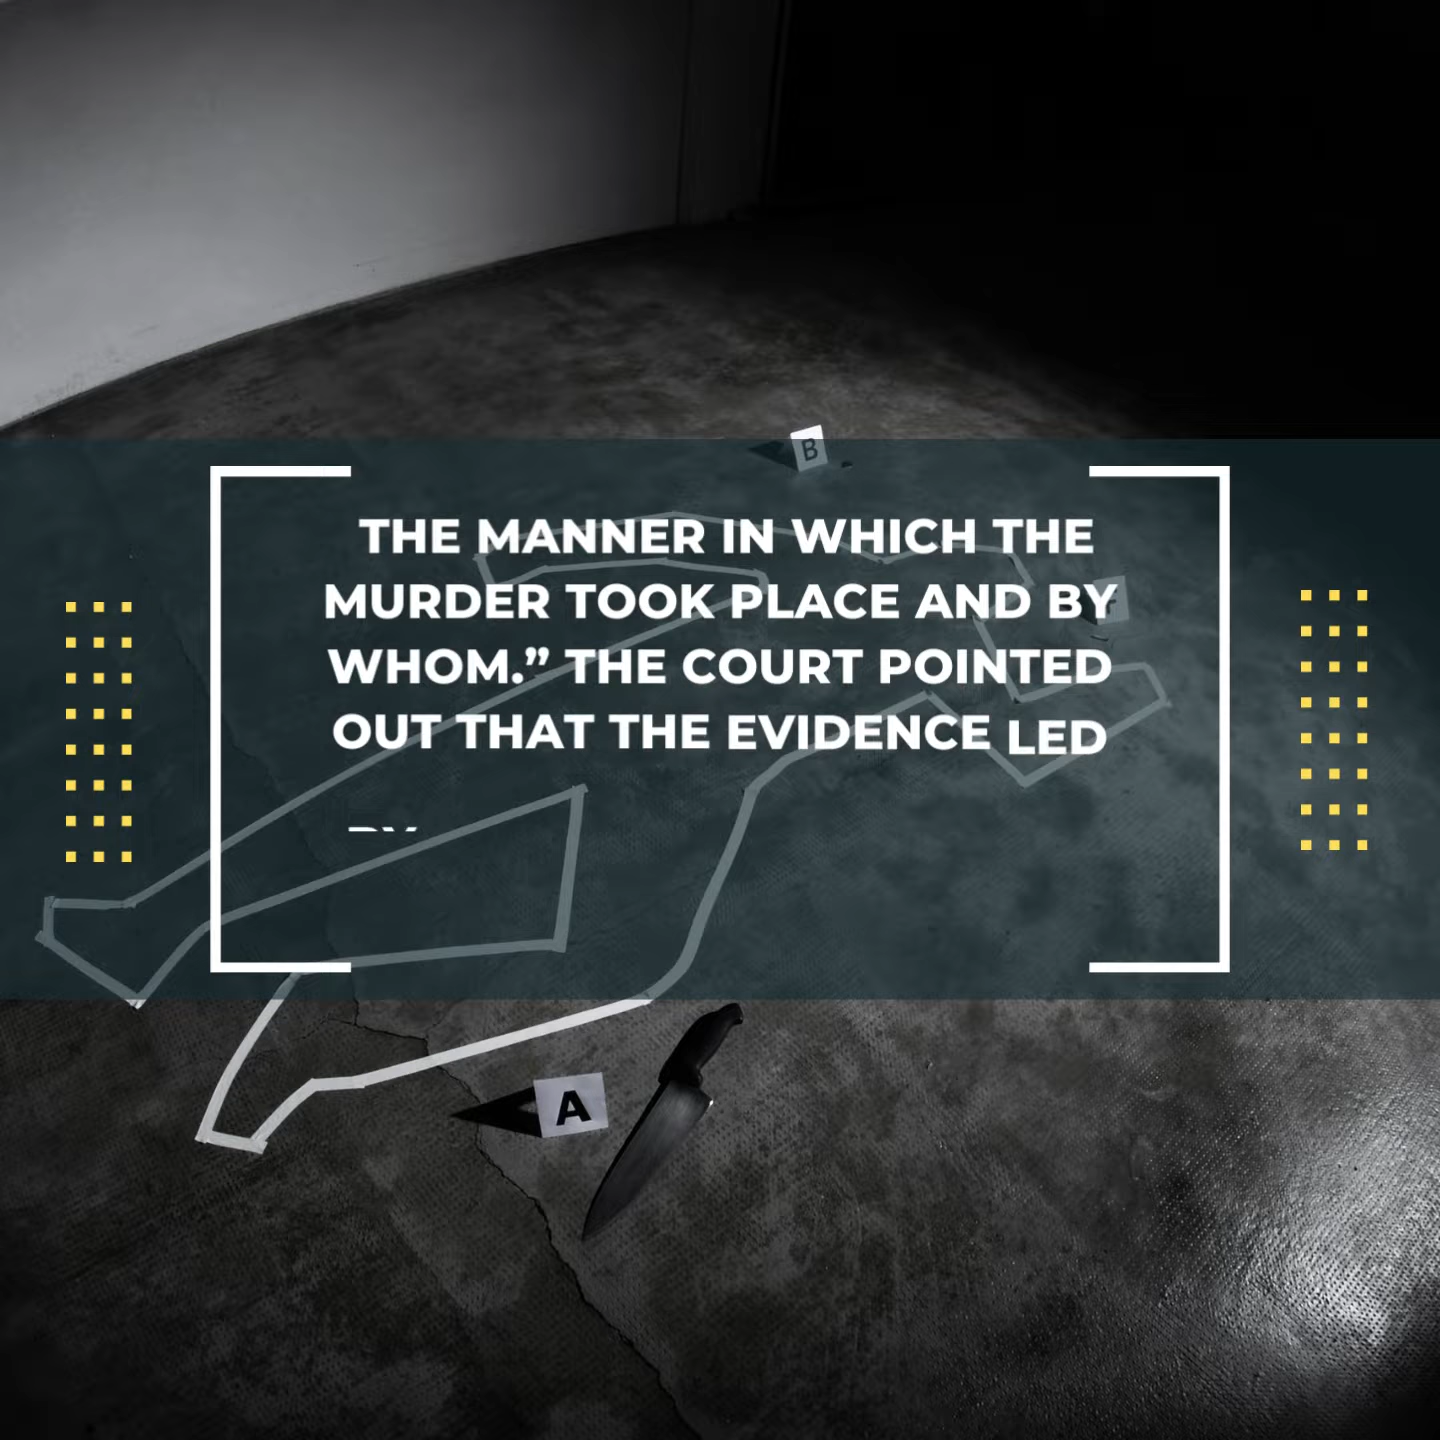 B
THE MANNER IN WHICH THE
MURDER TOOK PLACE AND BY
WHOM.” THE COURT POINTED
OUT THAT THE EVIDENCE LED
A